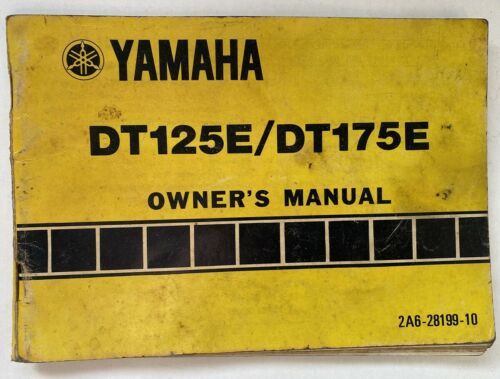 YAMAHA
DT125E/DT175E
OWNER'S MANUAL
2A6-28199-10